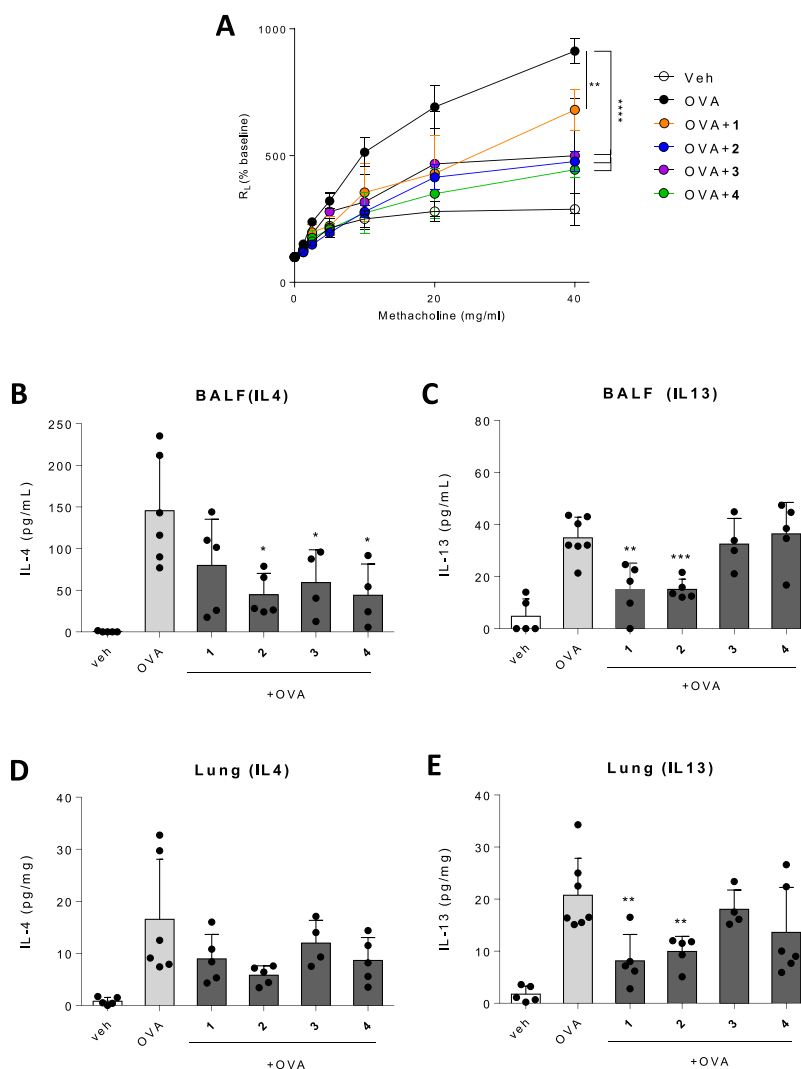 A
R_L (% baseline)
1000
500
0
0
20
40
Methacholine (mg/ml)
**
****
Veh
OVA
OVA+1
OVA+2
OVA+3
OVA+4
B
BALF(IL4)
IL-4 (pg/mL)
250
200
150
100
50
0
*
*
*
veh
OVA
1
2
3
4
+OVA
C
BALF (IL13)
IL-13 (pg/mL)
80
60
40
20
0
**
***
veh
OVA
1
2
3
4
+OVA
D
Lung (IL4)
IL-4 (pg/mg)
40
30
20
10
0
veh
OVA
1
2
3
4
+OVA
E
Lung (IL13)
IL-13 (pg/mg)
40
30
20
10
0
**
**
veh
OVA
1
2
3
4
+OVA